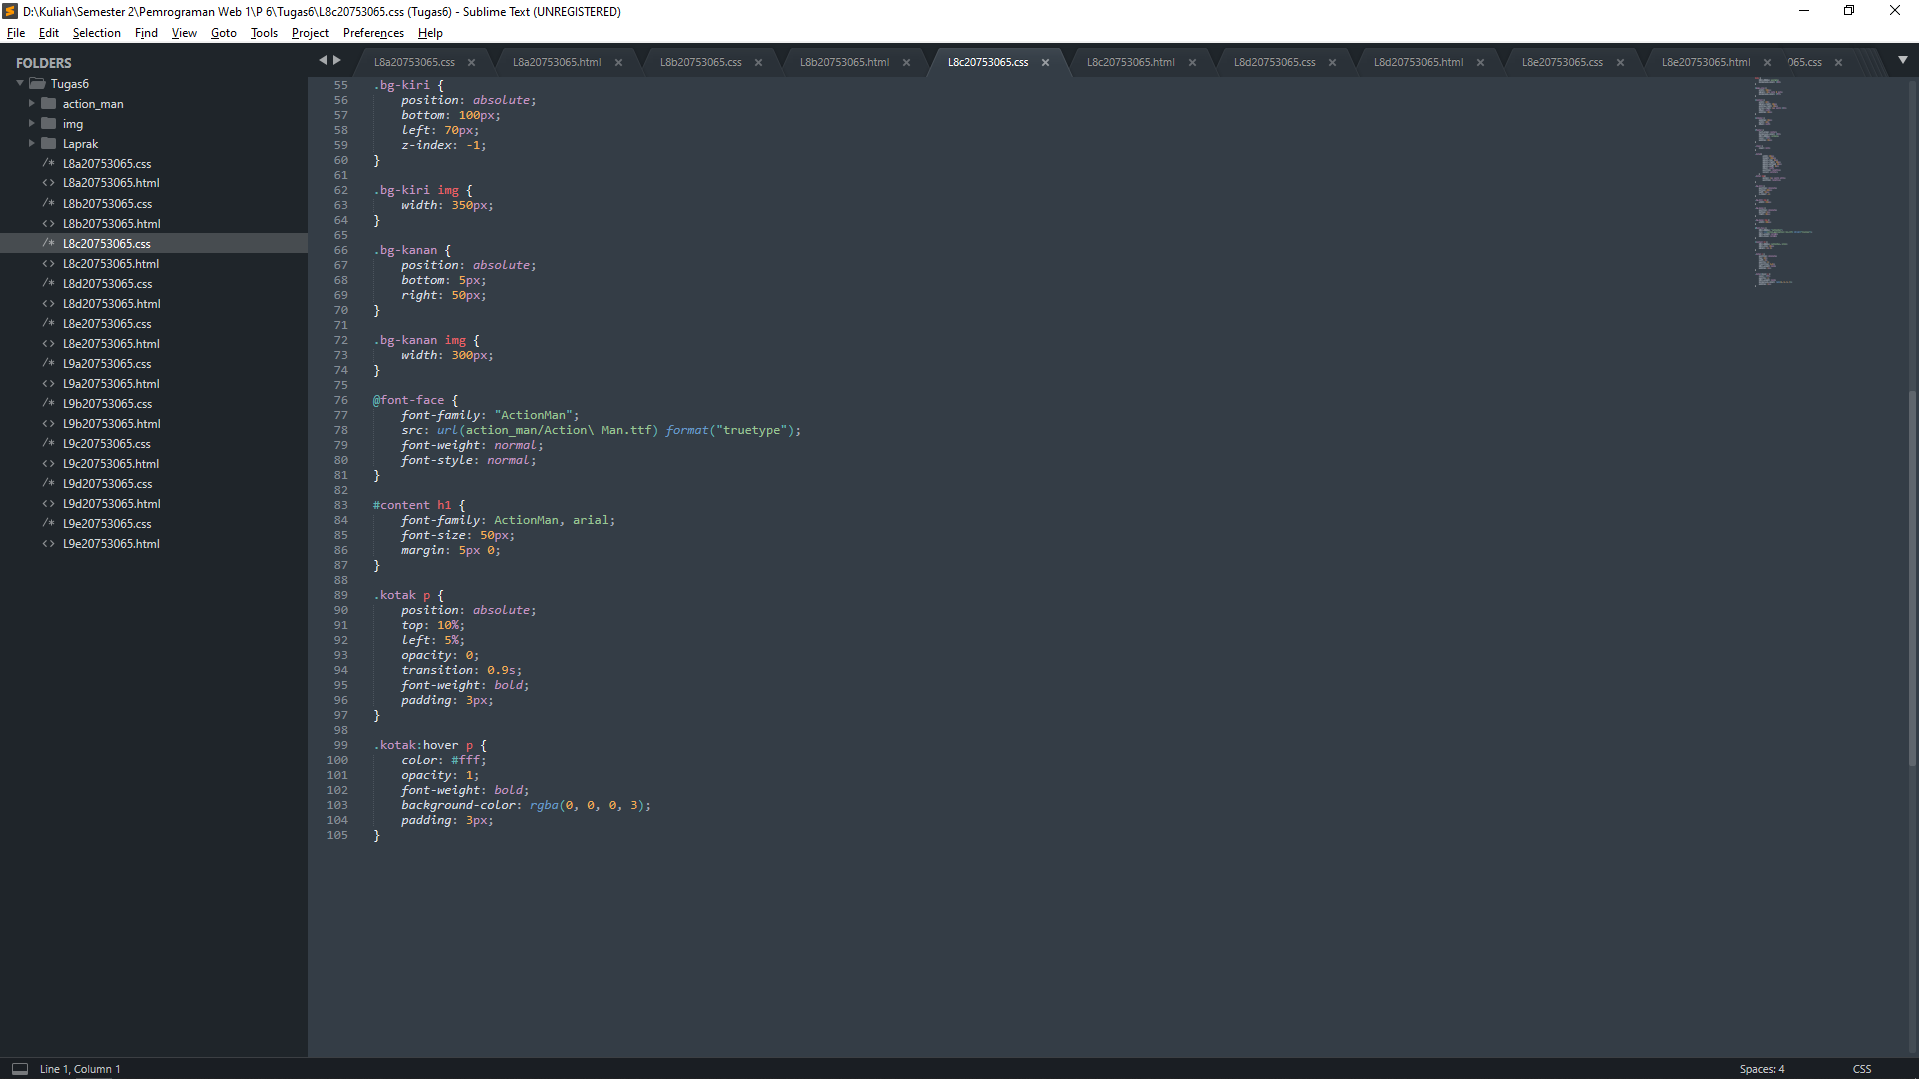 D:\Kuliah\Semester 2\Pemrograman Web 1\P 6\Tugas6\L8c20753065.css (Tugas6) - Sublime Text (UNREGISTERED)
File Edit Selection Find View Goto Tools Project Preferences Help
FOLDERS
Tugas6
action_man
img
Laprak
/* L8a20753065.css
<> L8a20753065.html
/* L8b20753065.css
<> L8b20753065.html
/* L8c20753065.css
<> L8c20753065.html
/* L8d20753065.css
<> L8d20753065.html
/* L8e20753065.css
<> L8e20753065.html
/* L9a20753065.css
<> L9a20753065.html
/* L9b20753065.css
<> L9b20753065.html
/* L9c20753065.css
<> L9c20753065.html
/* L9d20753065.css
<> L9d20753065.html
/* L9e20753065.css
<> L9e20753065.html
L8a20753065.css L8a20753065.html L8b20753065.css L8b20753065.html L8c20753065.css L8c20753065.html L8d20753065.css L8d20753065.html L8e20753065.css L8e20753065.html 065.css
55 .bg-kiri {
56     position: absolute;
57     bottom: 100px;
58     left: 70px;
59     z-index: -1;
60 }
61
62 .bg-kiri img {
63     width: 350px;
64 }
65
66 .bg-kanan {
67     position: absolute;
68     bottom: 5px;
69     right: 50px;
70 }
71
72 .bg-kanan img {
73     width: 300px;
74 }
75
76 @font-face {
77     font-family: "ActionMan";
78     src: url(action_man/Action\ Man.ttf) format("truetype");
79     font-weight: normal;
80     font-style: normal;
81 }
82
83 #content h1 {
84     font-family: ActionMan, arial;
85     font-size: 50px;
86     margin: 5px 0;
87 }
88
89 .kotak p {
90     position: absolute;
91     top: 10%;
92     left: 5%;
93     opacity: 0;
94     transition: 0.9s;
95     font-weight: bold;
96     padding: 3px;
97 }
98
99 .kotak:hover p {
100     color: #fff;
101     opacity: 1;
102     font-weight: bold;
103     background-color: rgba(0, 0, 0, 3);
104     padding: 3px;
105 }
Line 1, Column 1
Spaces: 4
CSS